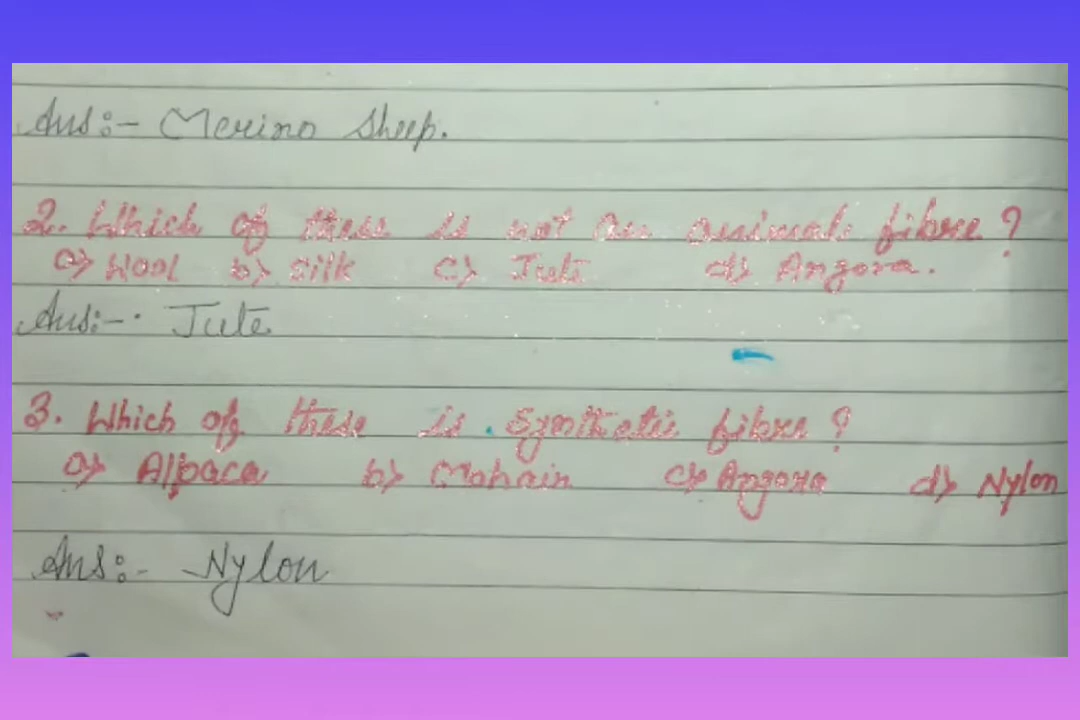 Ans:- Merino Sheep.
2. Which of these is not an animal fibre ?
a) Wool b) Silk c) Jute d) Angora.
Ans:-. Jute
3. Which of these is . Synthetic fibre ?
a) Alpaca b) Mohair c) Angora d) Nylon
Ans:- Nylon